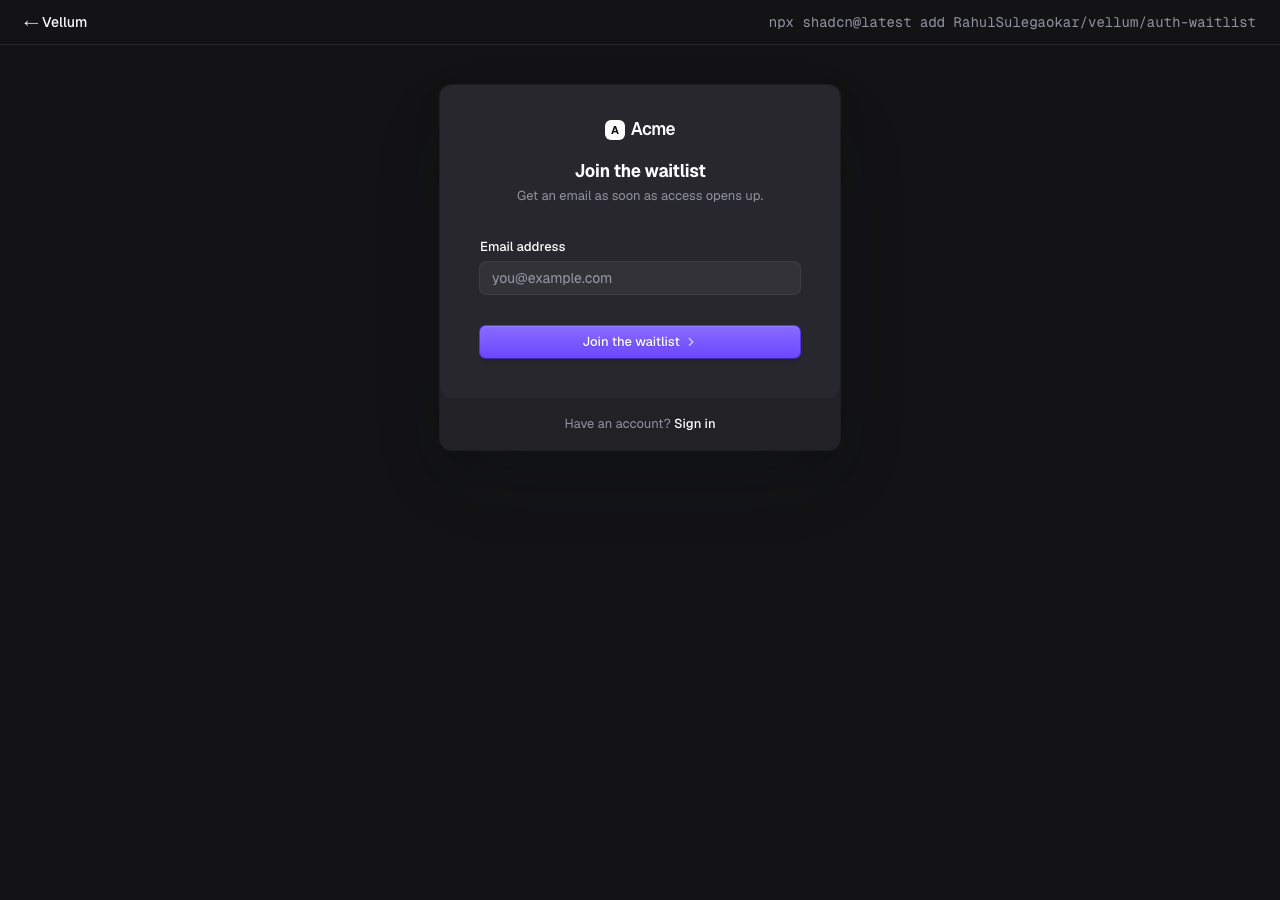 ← Vellum
npx shadcn@latest add RahulSulegaokar/vellum/auth-waitlist
A Acme
Join the waitlist
Get an email as soon as access opens up.
Email address
you@example.com
Join the waitlist
Have an account? Sign in